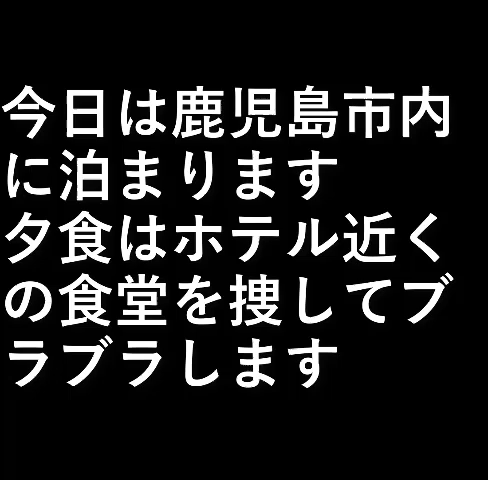 今日は鹿児島市内
に泊まります
夕食はホテル近く
の食堂を捜してブ
ラブラします